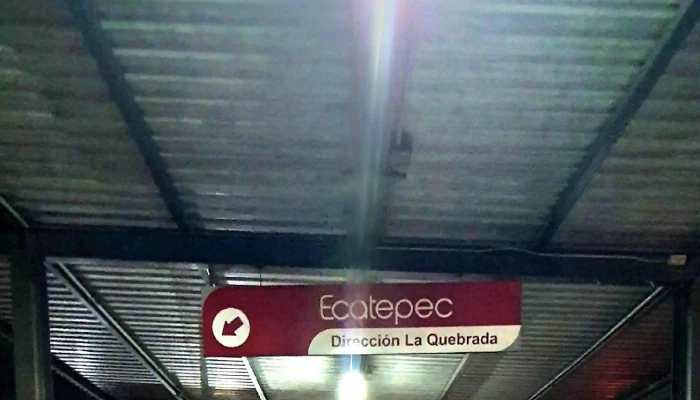 Ecatepec
Dirección La Quebrada